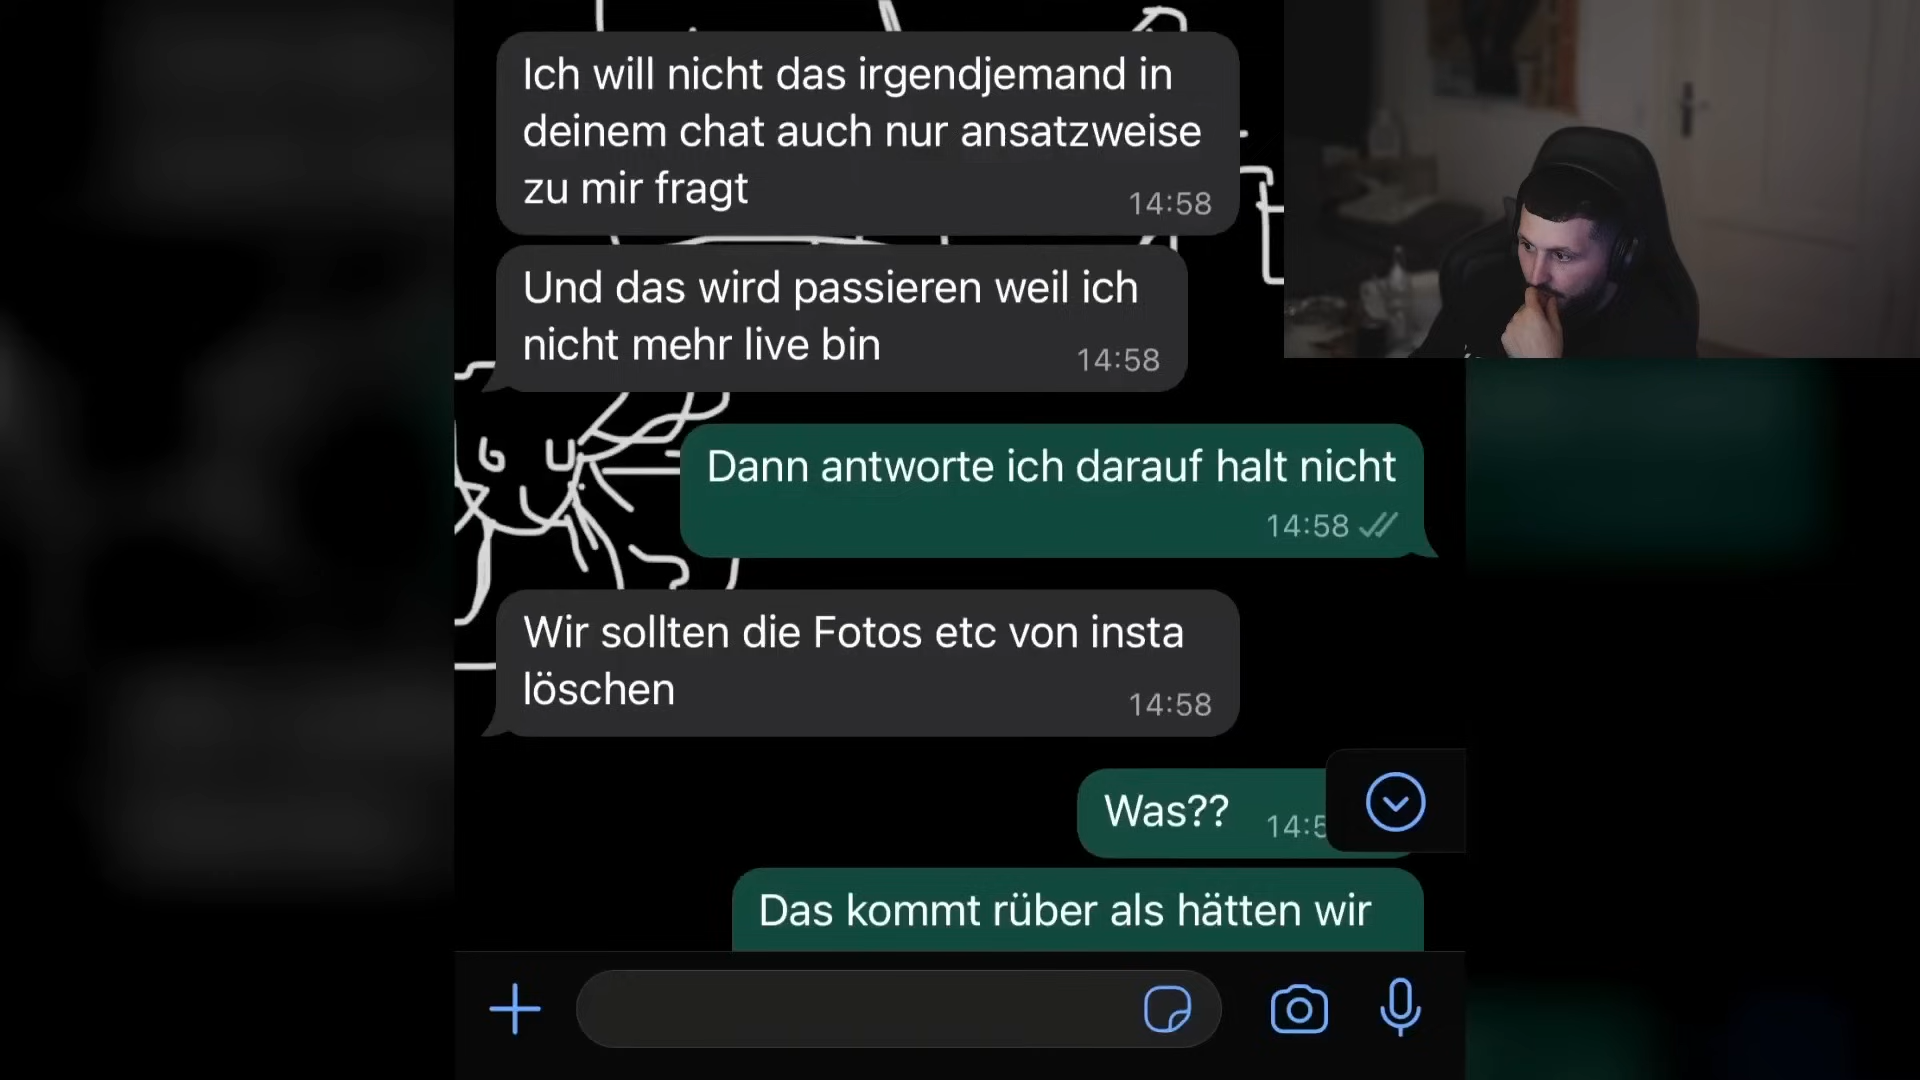 Ich will nicht das irgendjemand in
deinem chat auch nur ansatzweise
zu mir fragt
14:58
Und das wird passieren weil ich
nicht mehr live bin
14:58
Dann antworte ich darauf halt nicht
14:58
Wir sollten die Fotos etc von insta
löschen
14:58
Was??
14:5
Das kommt rüber als hätten wir